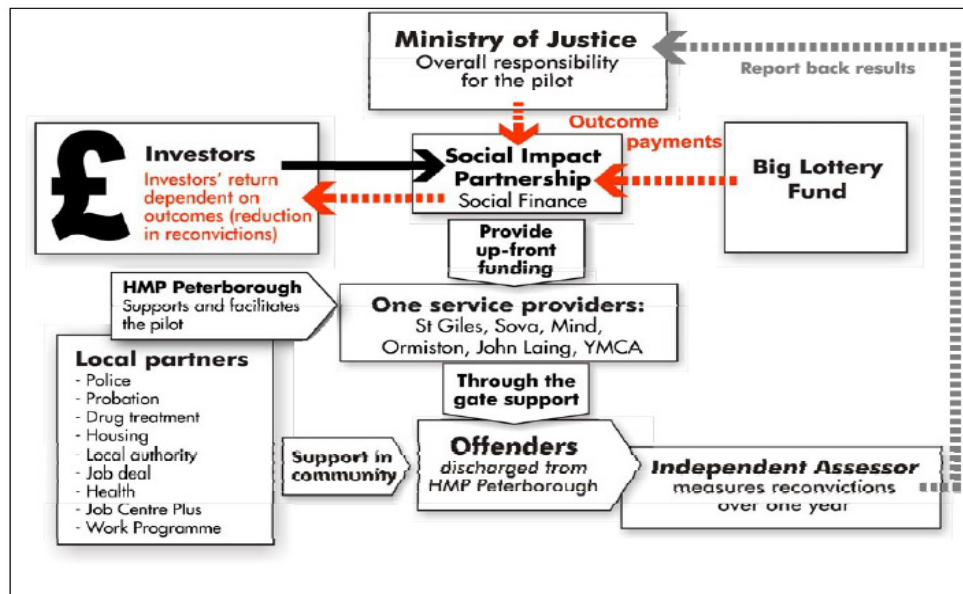 Ministry of Justice
Overall responsibility
for the pilot
Report back results
Outcome
payments
£
Investors
Investors' return
dependent on
outcomes (reduction
in reconvictions)
Social Impact
Partnership
Social Finance
Big Lottery
Fund
Provide
up-front
funding
HMP Peterborough
Supports and facilitates
the pilot
One service providers:
St Giles, Sova, Mind,
Ormiston, John Laing, YMCA
Local partners
- Police
- Probation
- Drug treatment
- Housing
- Local authority
- Job deal
- Health
- Job Centre Plus
- Work Programme
Through the
gate support
Support in
community
Offenders
discharged from
HMP Peterborough
Independent Assessor
measures reconvictions
over one year